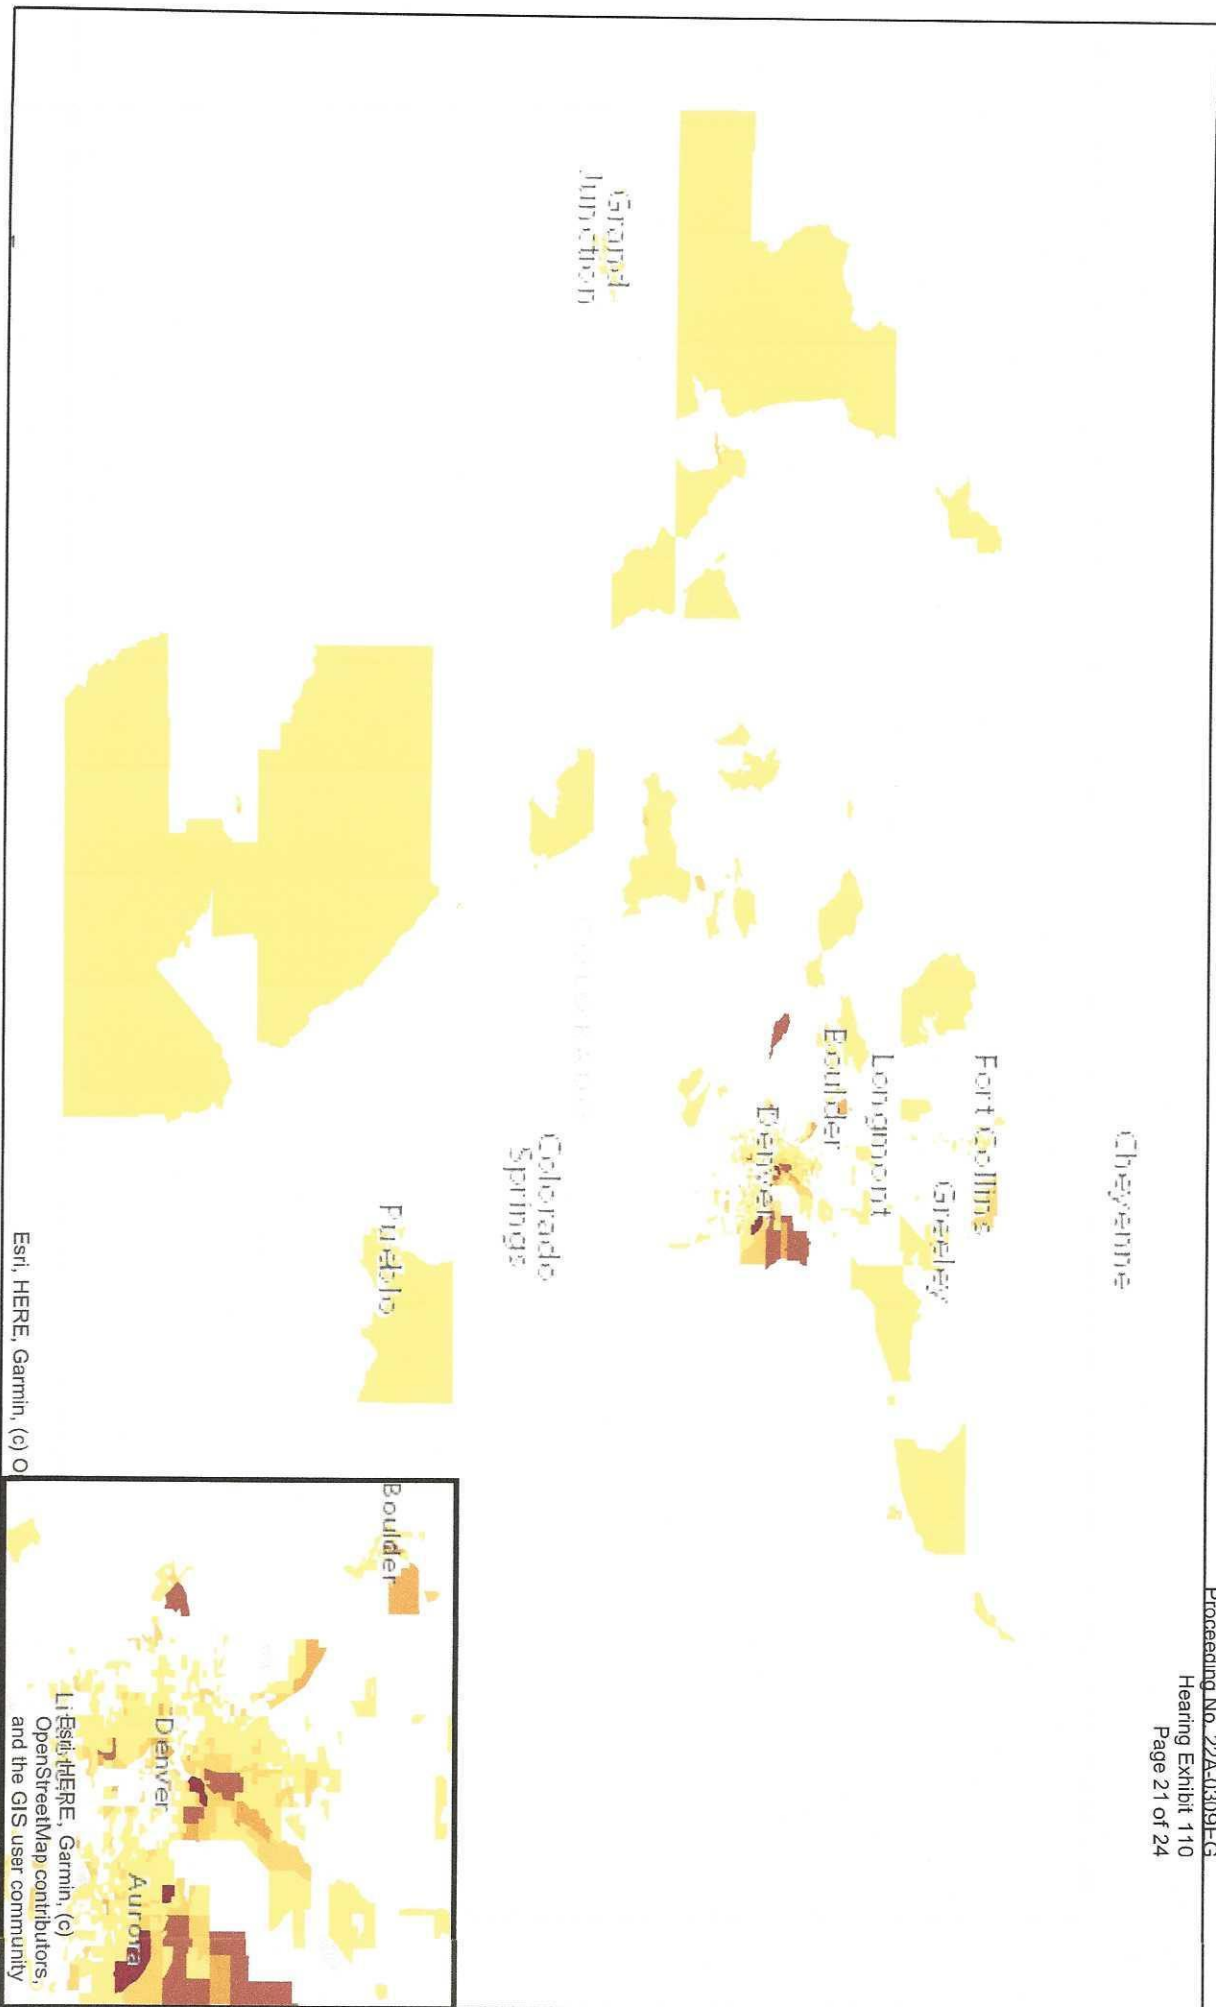 Proceeding No. 22A-0309EG
Hearing Exhibit 110
Page 21 of 24
Cheyenne
Fort Collins
Greeley
Longmont
Boulder
Denver
Grand
Junction
Colorado
Springs
Pueblo
Esri, HERE, Garmin, (c) O
Boulder
Denver
Aurora
Esri, HERE, Garmin, (c)
OpenStreetMap contributors,
and the GIS user community